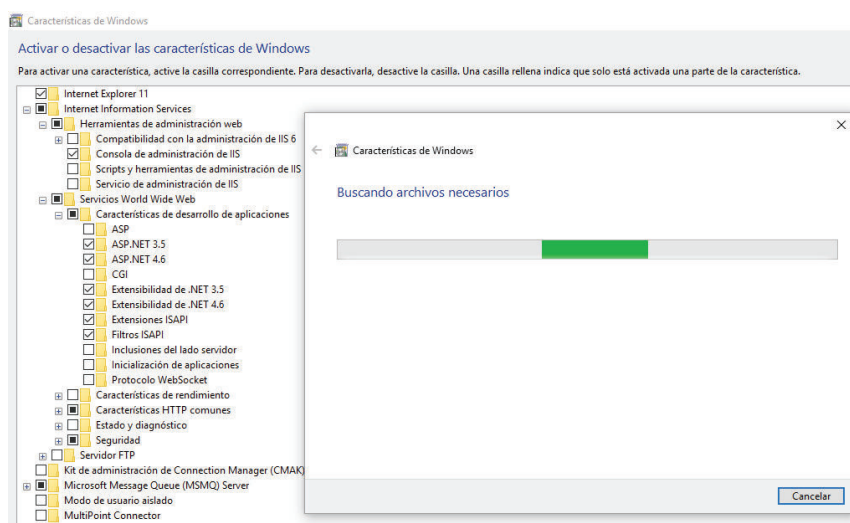 Características de Windows
Activar o desactivar las características de Windows
Para activar una característica, active la casilla correspondiente. Para desactivarla, desactive la casilla. Una casilla rellena indica que solo está activada una parte de la característica.
Internet Explorer 11
Internet Information Services
Herramientas de administración web
Compatibilidad con la administración de IIS 6
Consola de administración de IIS
Scripts y herramientas de administración de IIS
Servicio de administración de IIS
Servicios World Wide Web
Características de desarrollo de aplicaciones
ASP
ASP.NET 3.5
ASP.NET 4.6
CGI
Extensibilidad de .NET 3.5
Extensibilidad de .NET 4.6
Extensiones ISAPI
Filtros ISAPI
Inclusiones del lado servidor
Inicialización de aplicaciones
Protocolo WebSocket
Características de rendimiento
Características HTTP comunes
Estado y diagnóstico
Seguridad
Servidor FTP
Kit de administración de Connection Manager (CMAK)
Microsoft Message Queue (MSMQ) Server
Modo de usuario aislado
MultiPoint Connector
Características de Windows
Buscando archivos necesarios
Cancelar